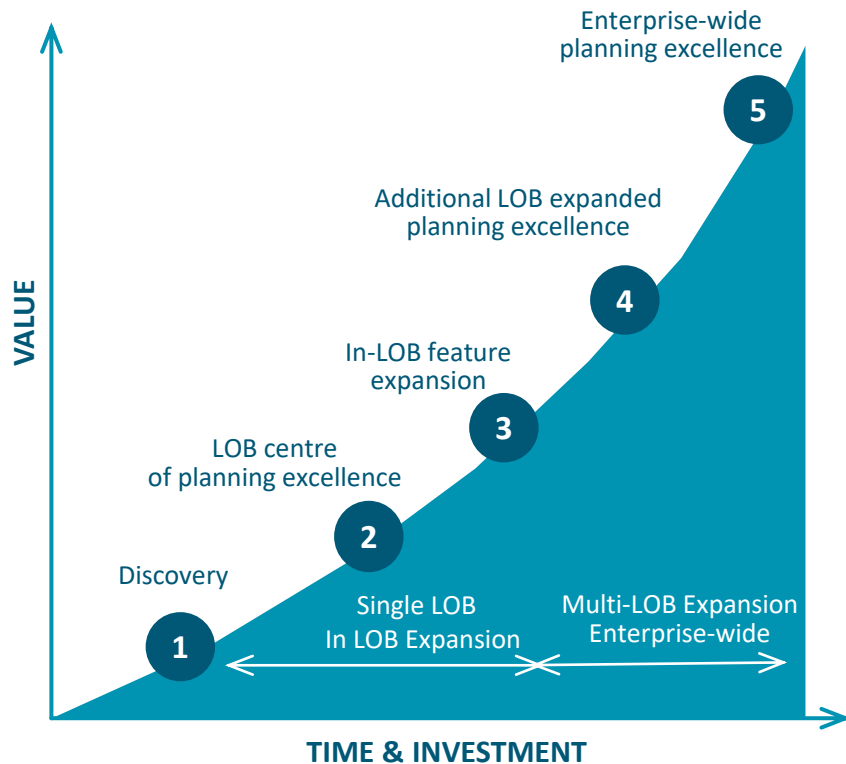 Enterprise-wide
planning excellence
5
Additional LOB expanded
planning excellence
4
In-LOB feature
expansion
3
LOB centre
of planning excellence
2
Discovery
1
Single LOB
In LOB Expansion
Multi-LOB Expansion
Enterprise-wide
VALUE
TIME & INVESTMENT